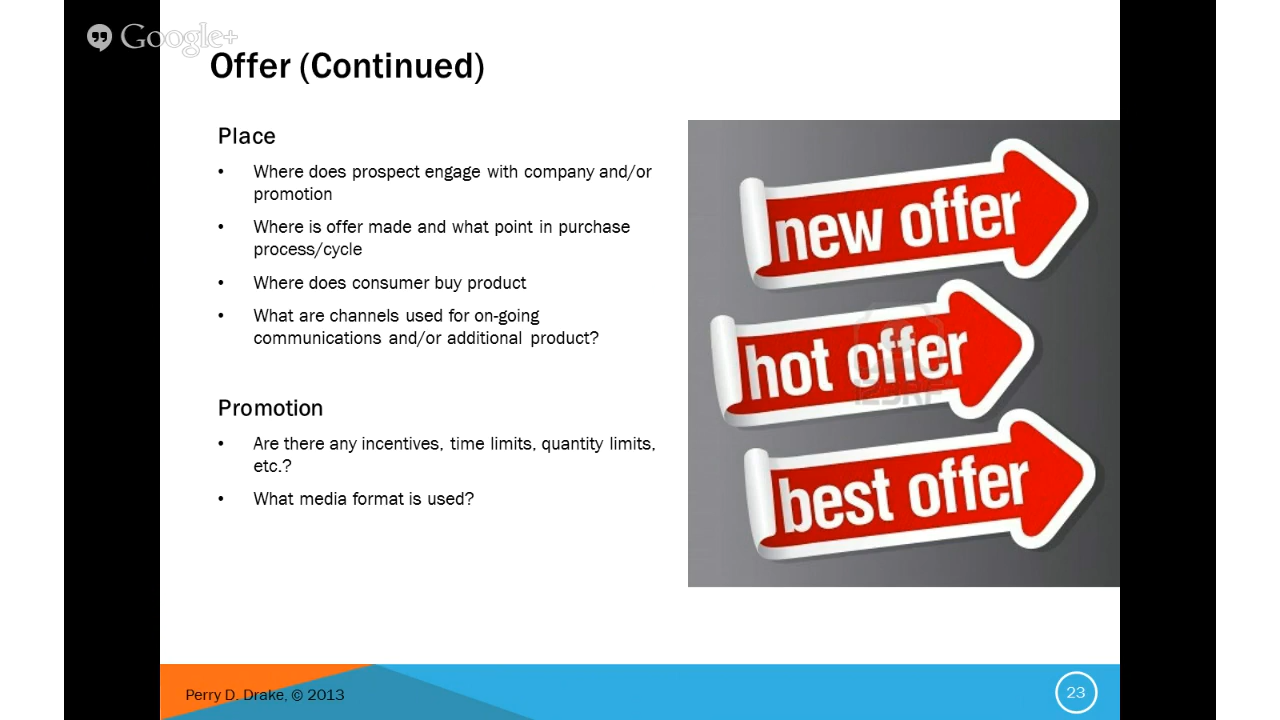 Google+
Offer (Continued)
Place
• Where does prospect engage with company and/or
promotion
• Where is offer made and what point in purchase
process/cycle
• Where does consumer buy product
• What are channels used for on-going
communications and/or additional product?
Promotion
• Are there any incentives, time limits, quantity limits,
etc.?
• What media format is used?
new offer
hot offer
123RF
best offer
Perry D. Drake, © 2013
23